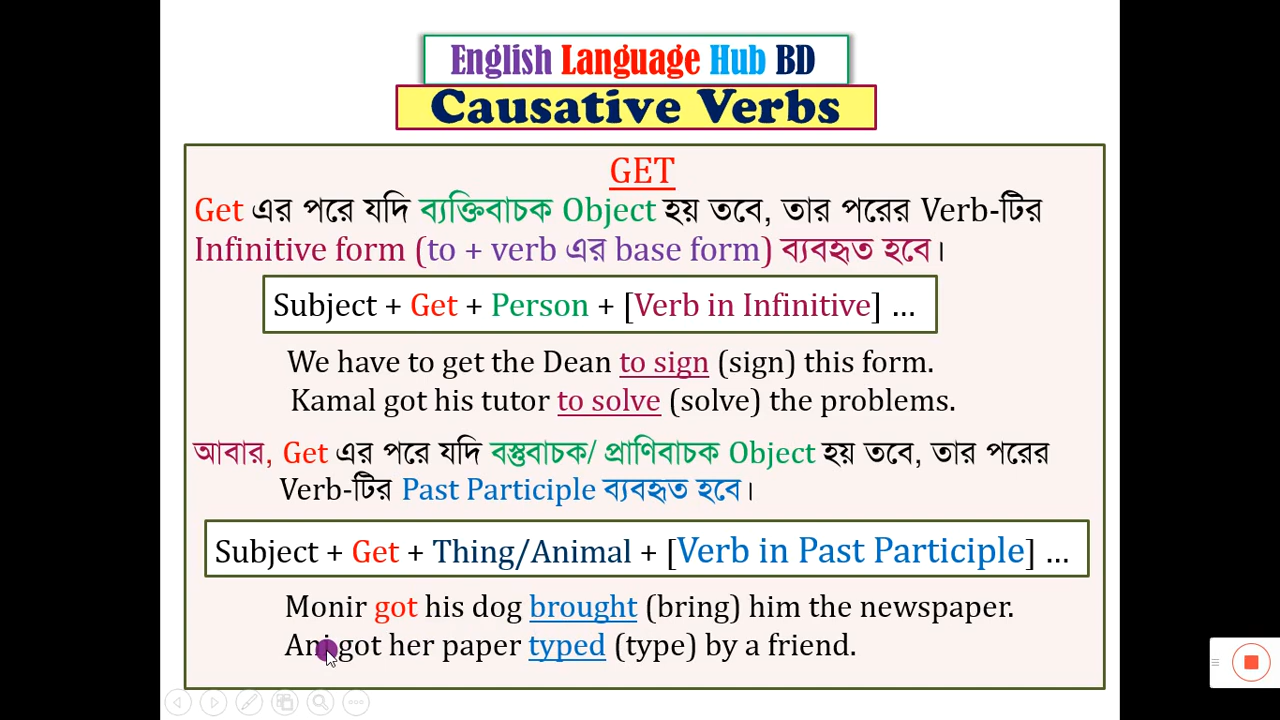 English Language Hub BD
Causative Verbs
GET
Get এর পরে যদি ব্যক্তিবাচক Object হয় তবে, তার পরের Verb-টির
Infinitive form (to + verb এর base form) ব্যবহৃত হবে।
Subject + Get + Person + [Verb in Infinitive] ...
We have to get the Dean to sign (sign) this form.
Kamal got his tutor to solve (solve) the problems.
আবার, Get এর পরে যদি বস্তুবাচক/ প্রাণিবাচক Object হয় তবে, তার পরের
Verb-টির Past Participle ব্যবহৃত হবে।
Subject + Get + Thing/Animal + [Verb in Past Participle] ...
Monir got his dog brought (bring) him the newspaper.
got her paper typed (type) by a friend.